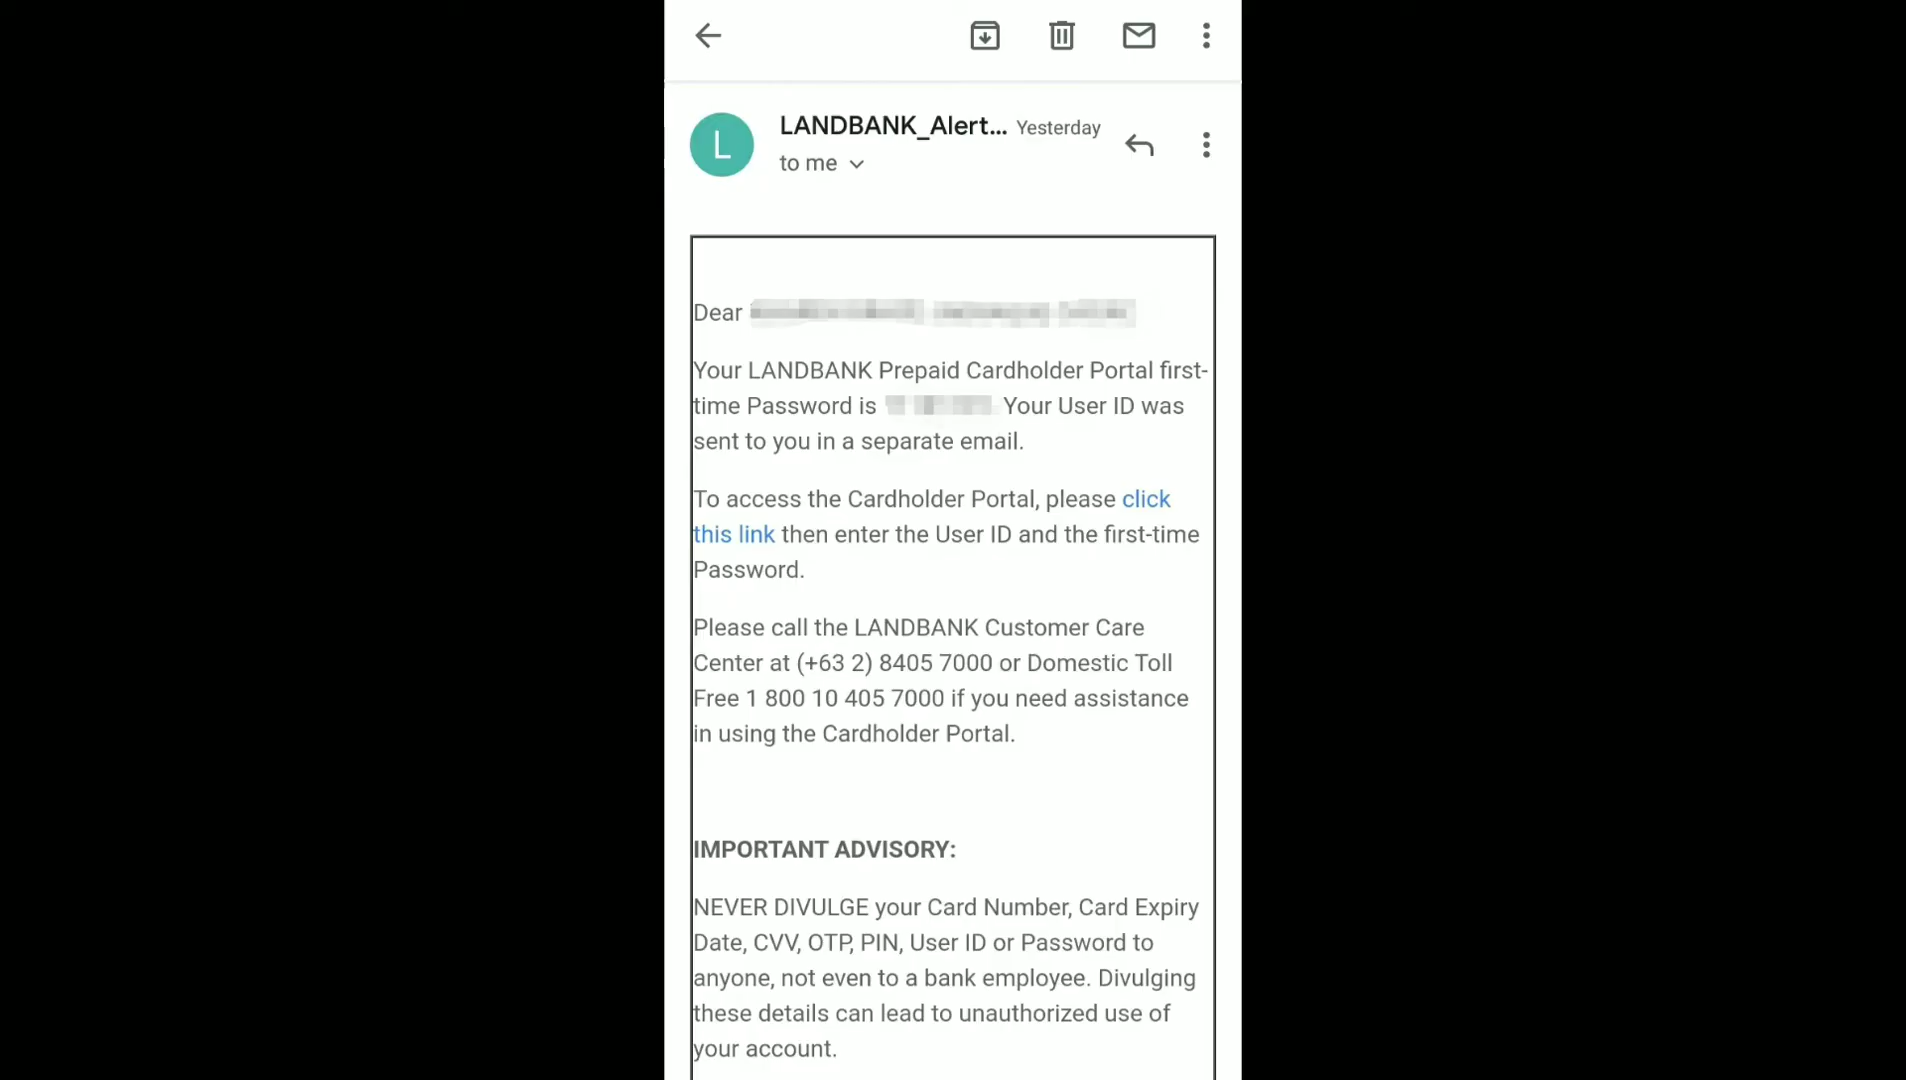 LANDBANK_Alert... Yesterday
to me
L
Dear
Your LANDBANK Prepaid Cardholder Portal first-
time Password is Your User ID was
sent to you in a separate email.
To access the Cardholder Portal, please click
this link then enter the User ID and the first-time
Password.
Please call the LANDBANK Customer Care
Center at (+63 2) 8405 7000 or Domestic Toll
Free 1 800 10 405 7000 if you need assistance
in using the Cardholder Portal.
IMPORTANT ADVISORY:
NEVER DIVULGE your Card Number, Card Expiry
Date, CVV, OTP, PIN, User ID or Password to
anyone, not even to a bank employee. Divulging
these details can lead to unauthorized use of
your account.